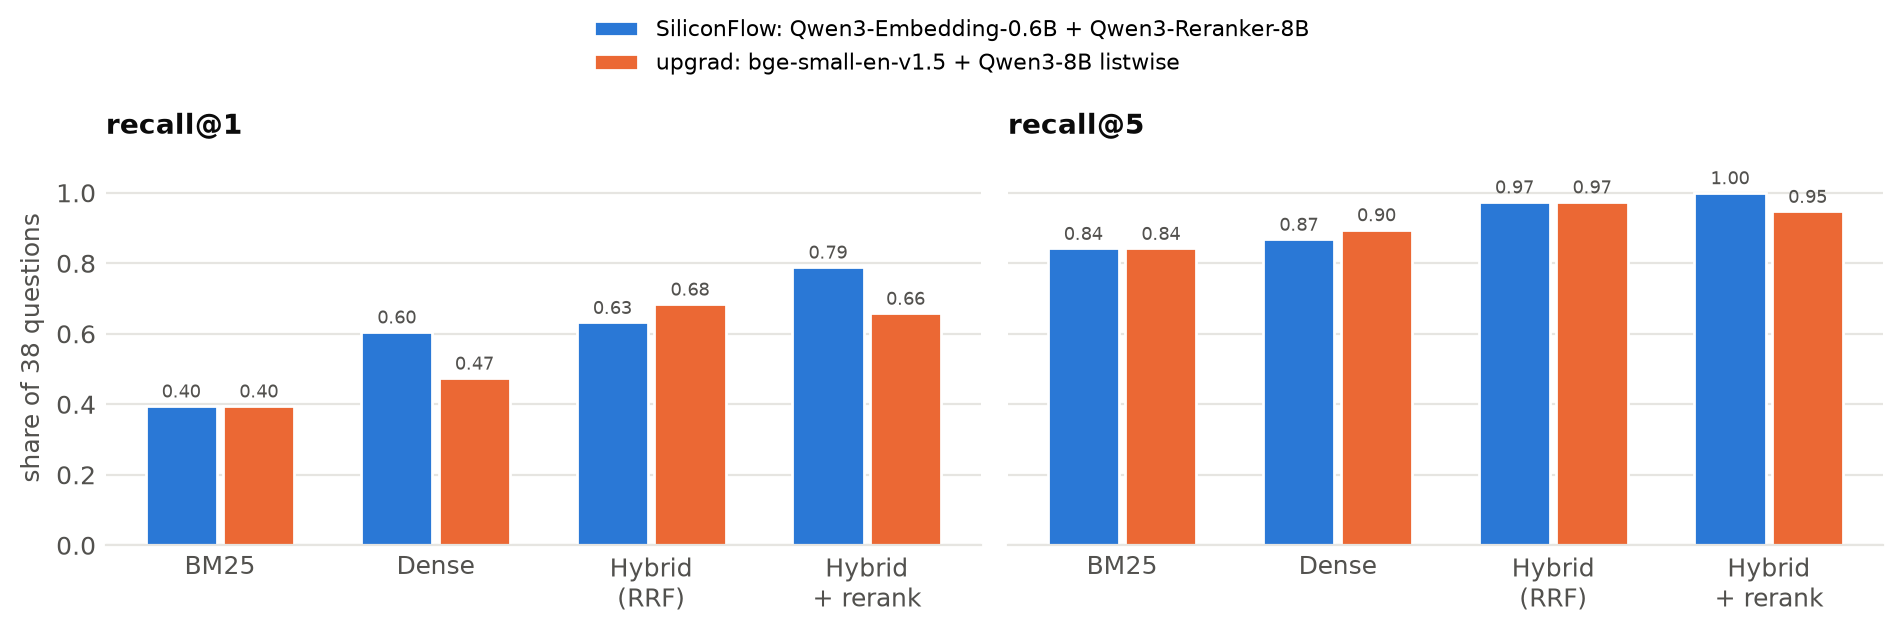 SiliconFlow: Qwen3-Embedding-0.6B + Qwen3-Reranker-8B
upgrad: bge-small-en-v1.5 + Qwen3-8B listwise
recall@1
share of 38 questions
1.0
0.8
0.6
0.4
0.2
0.0
0.40
0.40
0.60
0.47
0.63
0.68
0.79
0.66
BM25
Dense
Hybrid
(RRF)
Hybrid
+ rerank
recall@5
0.84
0.84
0.87
0.90
0.97
0.97
1.00
0.95
BM25
Dense
Hybrid
(RRF)
Hybrid
+ rerank